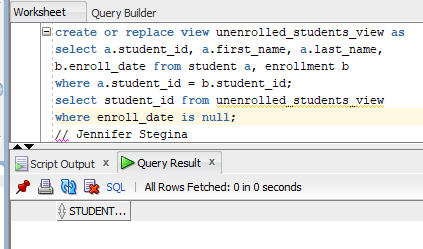 Worksheet Query Builder
create or replace view unenrolled_students_view as
select a.student_id, a.first_name, a.last_name,
b.enroll_date from student a, enrollment b
where a.student_id = b.student_id;
select student_id from unenrolled_students_view
where enroll_date is null;
// Jennifer Stegina
Script Output x Query Result x
SQL | All Rows Fetched: 0 in 0 seconds
STUDENT...